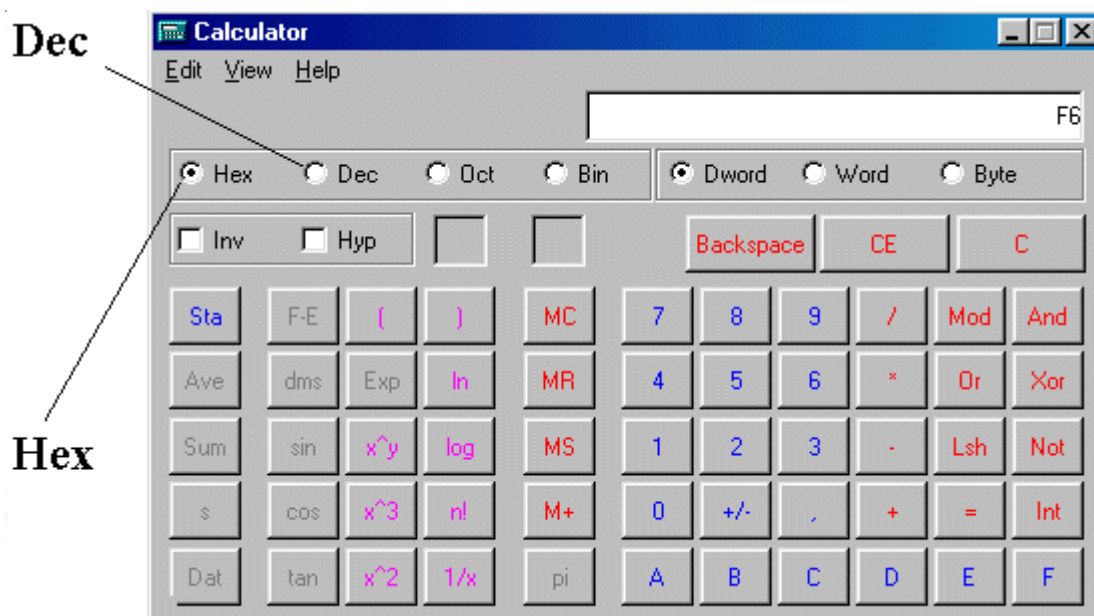 Dec
Calculator
Edit View Help
F6
Hex Dec Oct Bin Dword Word Byte
Inv Hyp Backspace CE C
Sta F-E ( ) MC 7 8 9 / Mod And
Ave dms Exp ln MR 4 5 6 * Or Xor
Hex
Sum sin x^y log MS 1 2 3 - Lsh Not
s cos x^3 n! M+ 0 +/- , + = Int
Dat tan x^2 1/x pi A B C D E F